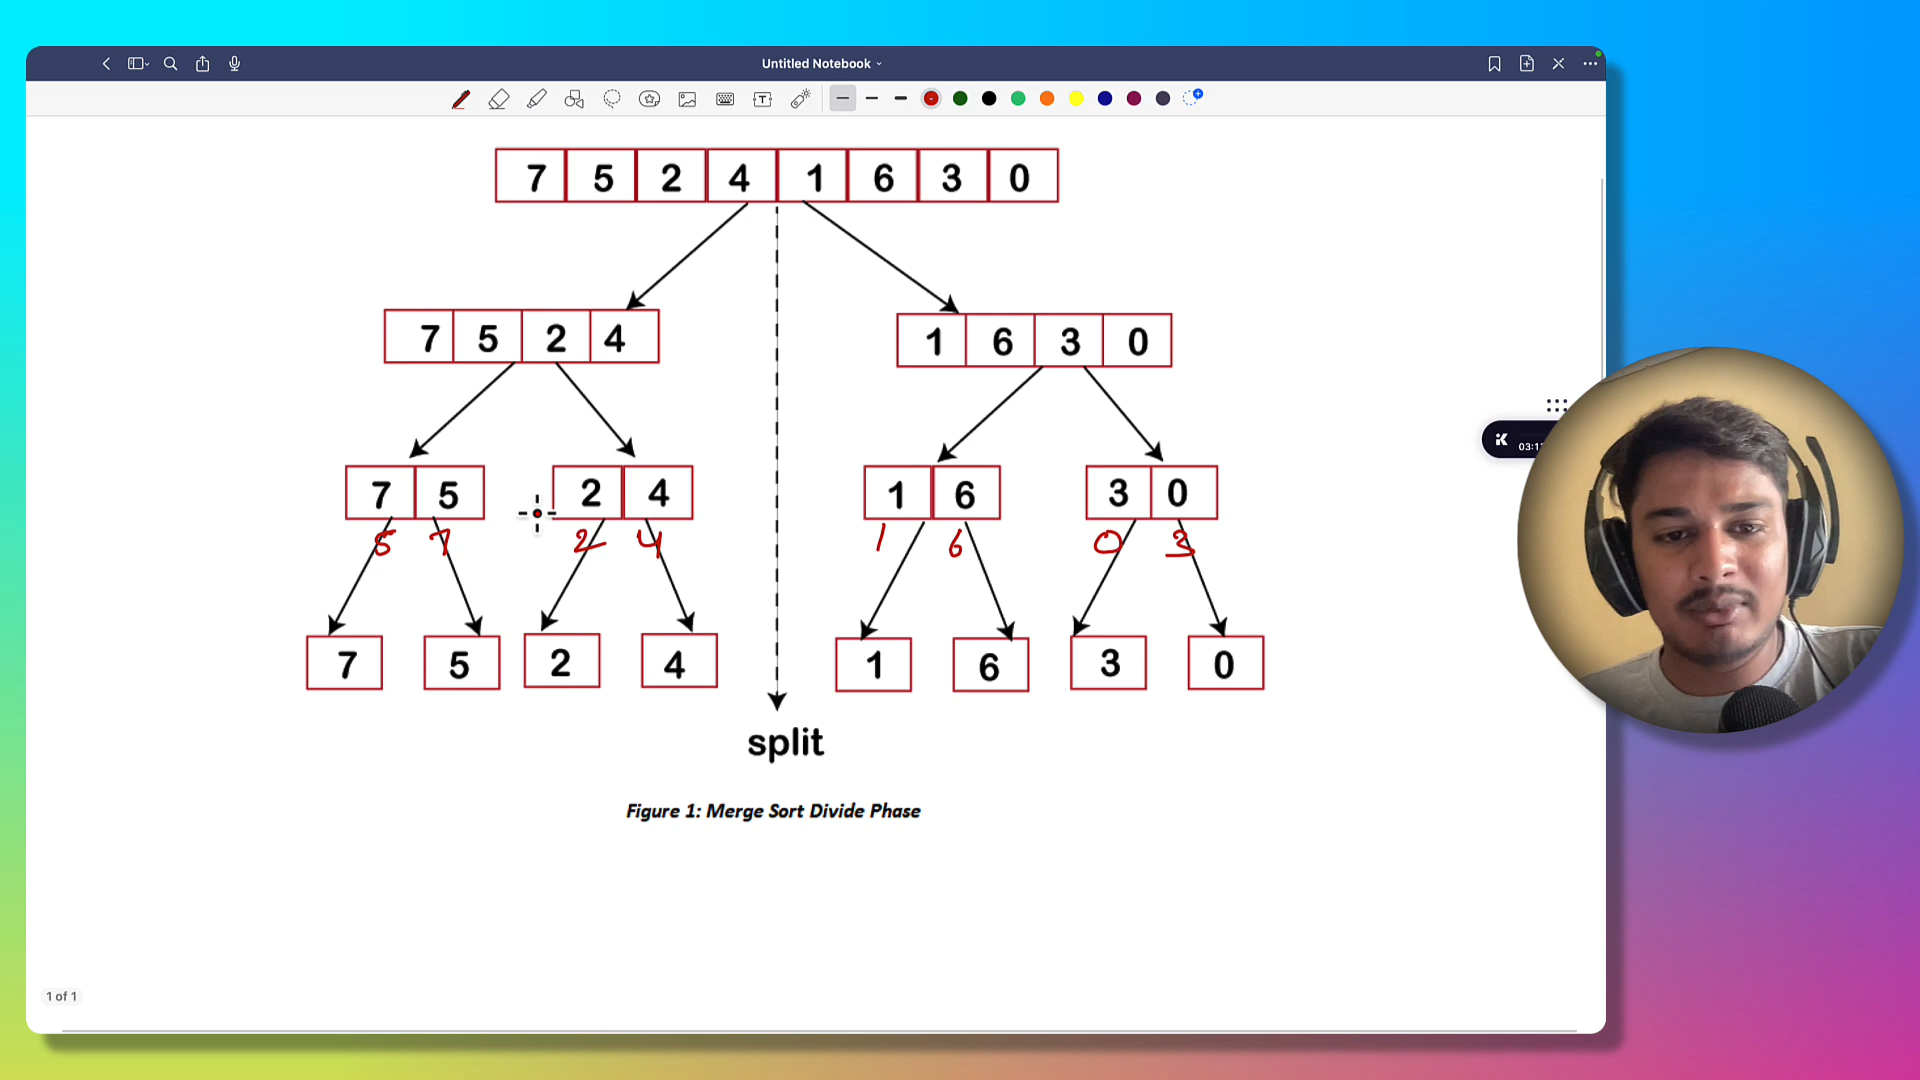 Untitled Notebook
7 5 2 4 1 6 3 0
7 5 2 4
1 6 3 0
7 5
2 4
1 6
3 0
5 7
2 4
1 6
0 3
7 5 2 4 1 6 3 0
split
Figure 1: Merge Sort Divide Phase
1 of 1